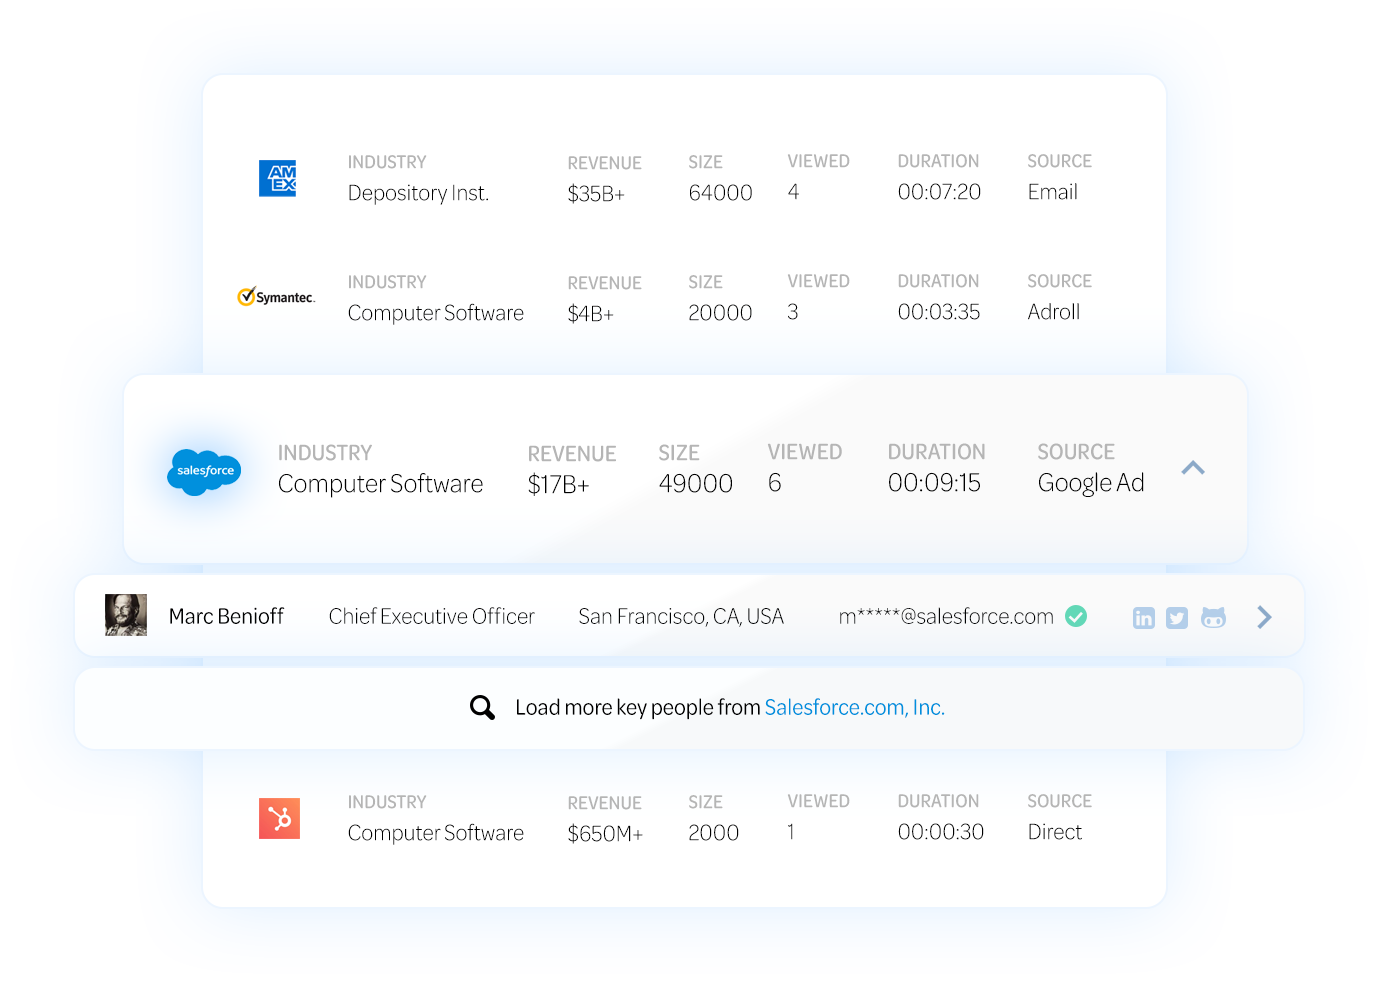 AM
EX
INDUSTRY REVENUE SIZE VIEWED DURATION SOURCE
Depository Inst. $35B+ 64000 4 00:07:20 Email
Symantec.
INDUSTRY REVENUE SIZE VIEWED DURATION SOURCE
Computer Software $4B+ 20000 3 00:03:35 Adroll
salesforce
INDUSTRY REVENUE SIZE VIEWED DURATION SOURCE
Computer Software $17B+ 49000 6 00:09:15 Google Ad
Marc Benioff Chief Executive Officer San Francisco, CA, USA m*****@salesforce.com in
Load more key people from Salesforce.com, Inc.
INDUSTRY REVENUE SIZE VIEWED DURATION SOURCE
Computer Software $650M+ 2000 1 00:00:30 Direct